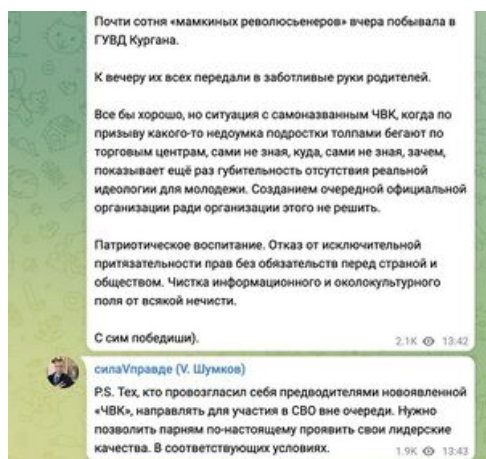 Почти сотня «мамкиных революсьенеров» вчера побывала в
ГУВД Кургана.
К вечеру их всех передали в заботливые руки родителей.
Все бы хорошо, но ситуация с самоназванным ЧВК, когда по
призыву какого-то недоумка подростки толпами бегают по
торговым центрам, сами не зная, куда, сами не зная, зачем,
показывает ещё раз губительность отсутствия реальной
идеологии для молодежи. Созданием очередной официальной
организации ради организации этого не решить.
Патриотическое воспитание. Отказ от исключительной
притязательности прав без обязательств перед страной и
обществом. Чистка информационного и околокультурного
поля от всякой нечисти.
С сим победиши).
2.1K 13:42
силаVправде (V. Шумков)
P.S. Тех, кто провозгласил себя предводителями новоявленной
«ЧВК», направлять для участия в СВО вне очереди. Нужно
позволить парням по-настоящему проявить свои лидерские
качества. В соответствующих условиях.
1.9K 13:43